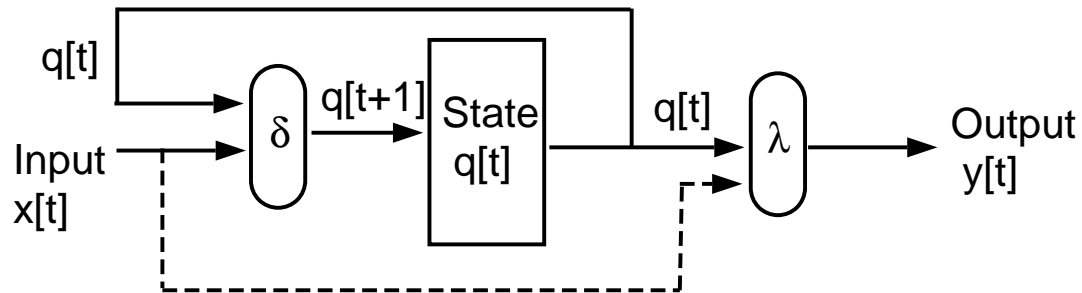 q[t]
Input
x[t]
δ
q[t+1]
State
q[t]
q[t]
λ
Output
y[t]